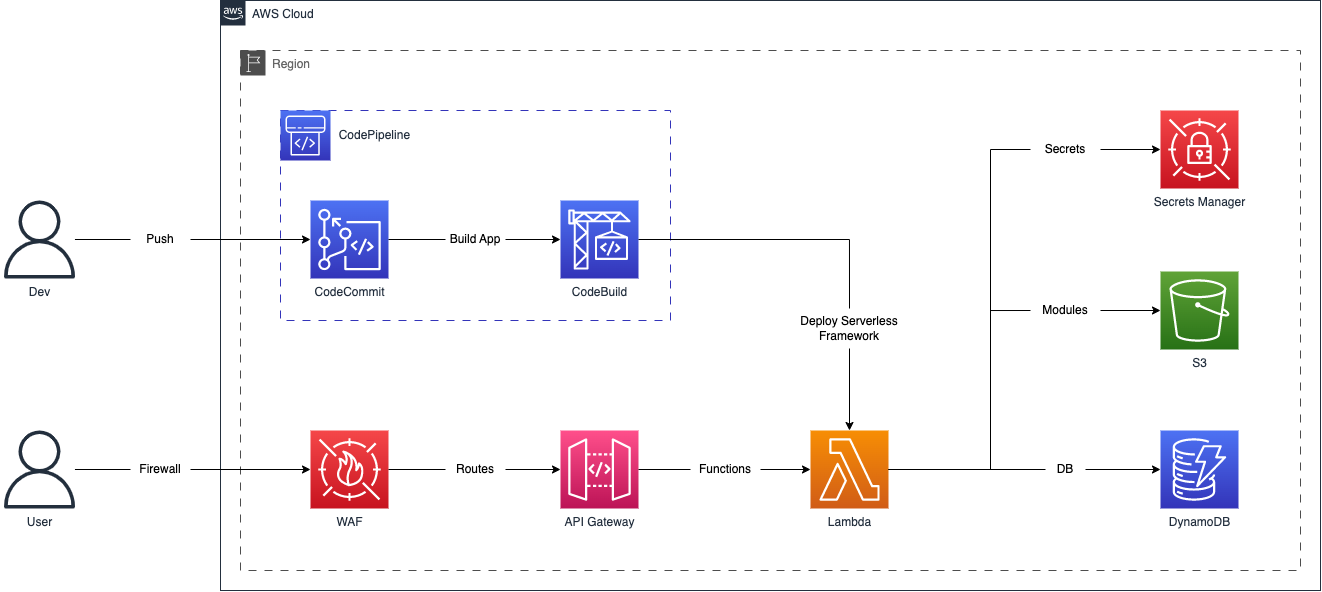 aws
AWS Cloud
Region
CodePipeline
Push
Build App
CodeCommit
CodeBuild
Dev
Deploy Serverless
Framework
Secrets
Secrets Manager
Modules
S3
Firewall
Routes
Functions
DB
User
WAF
API Gateway
Lambda
DynamoDB